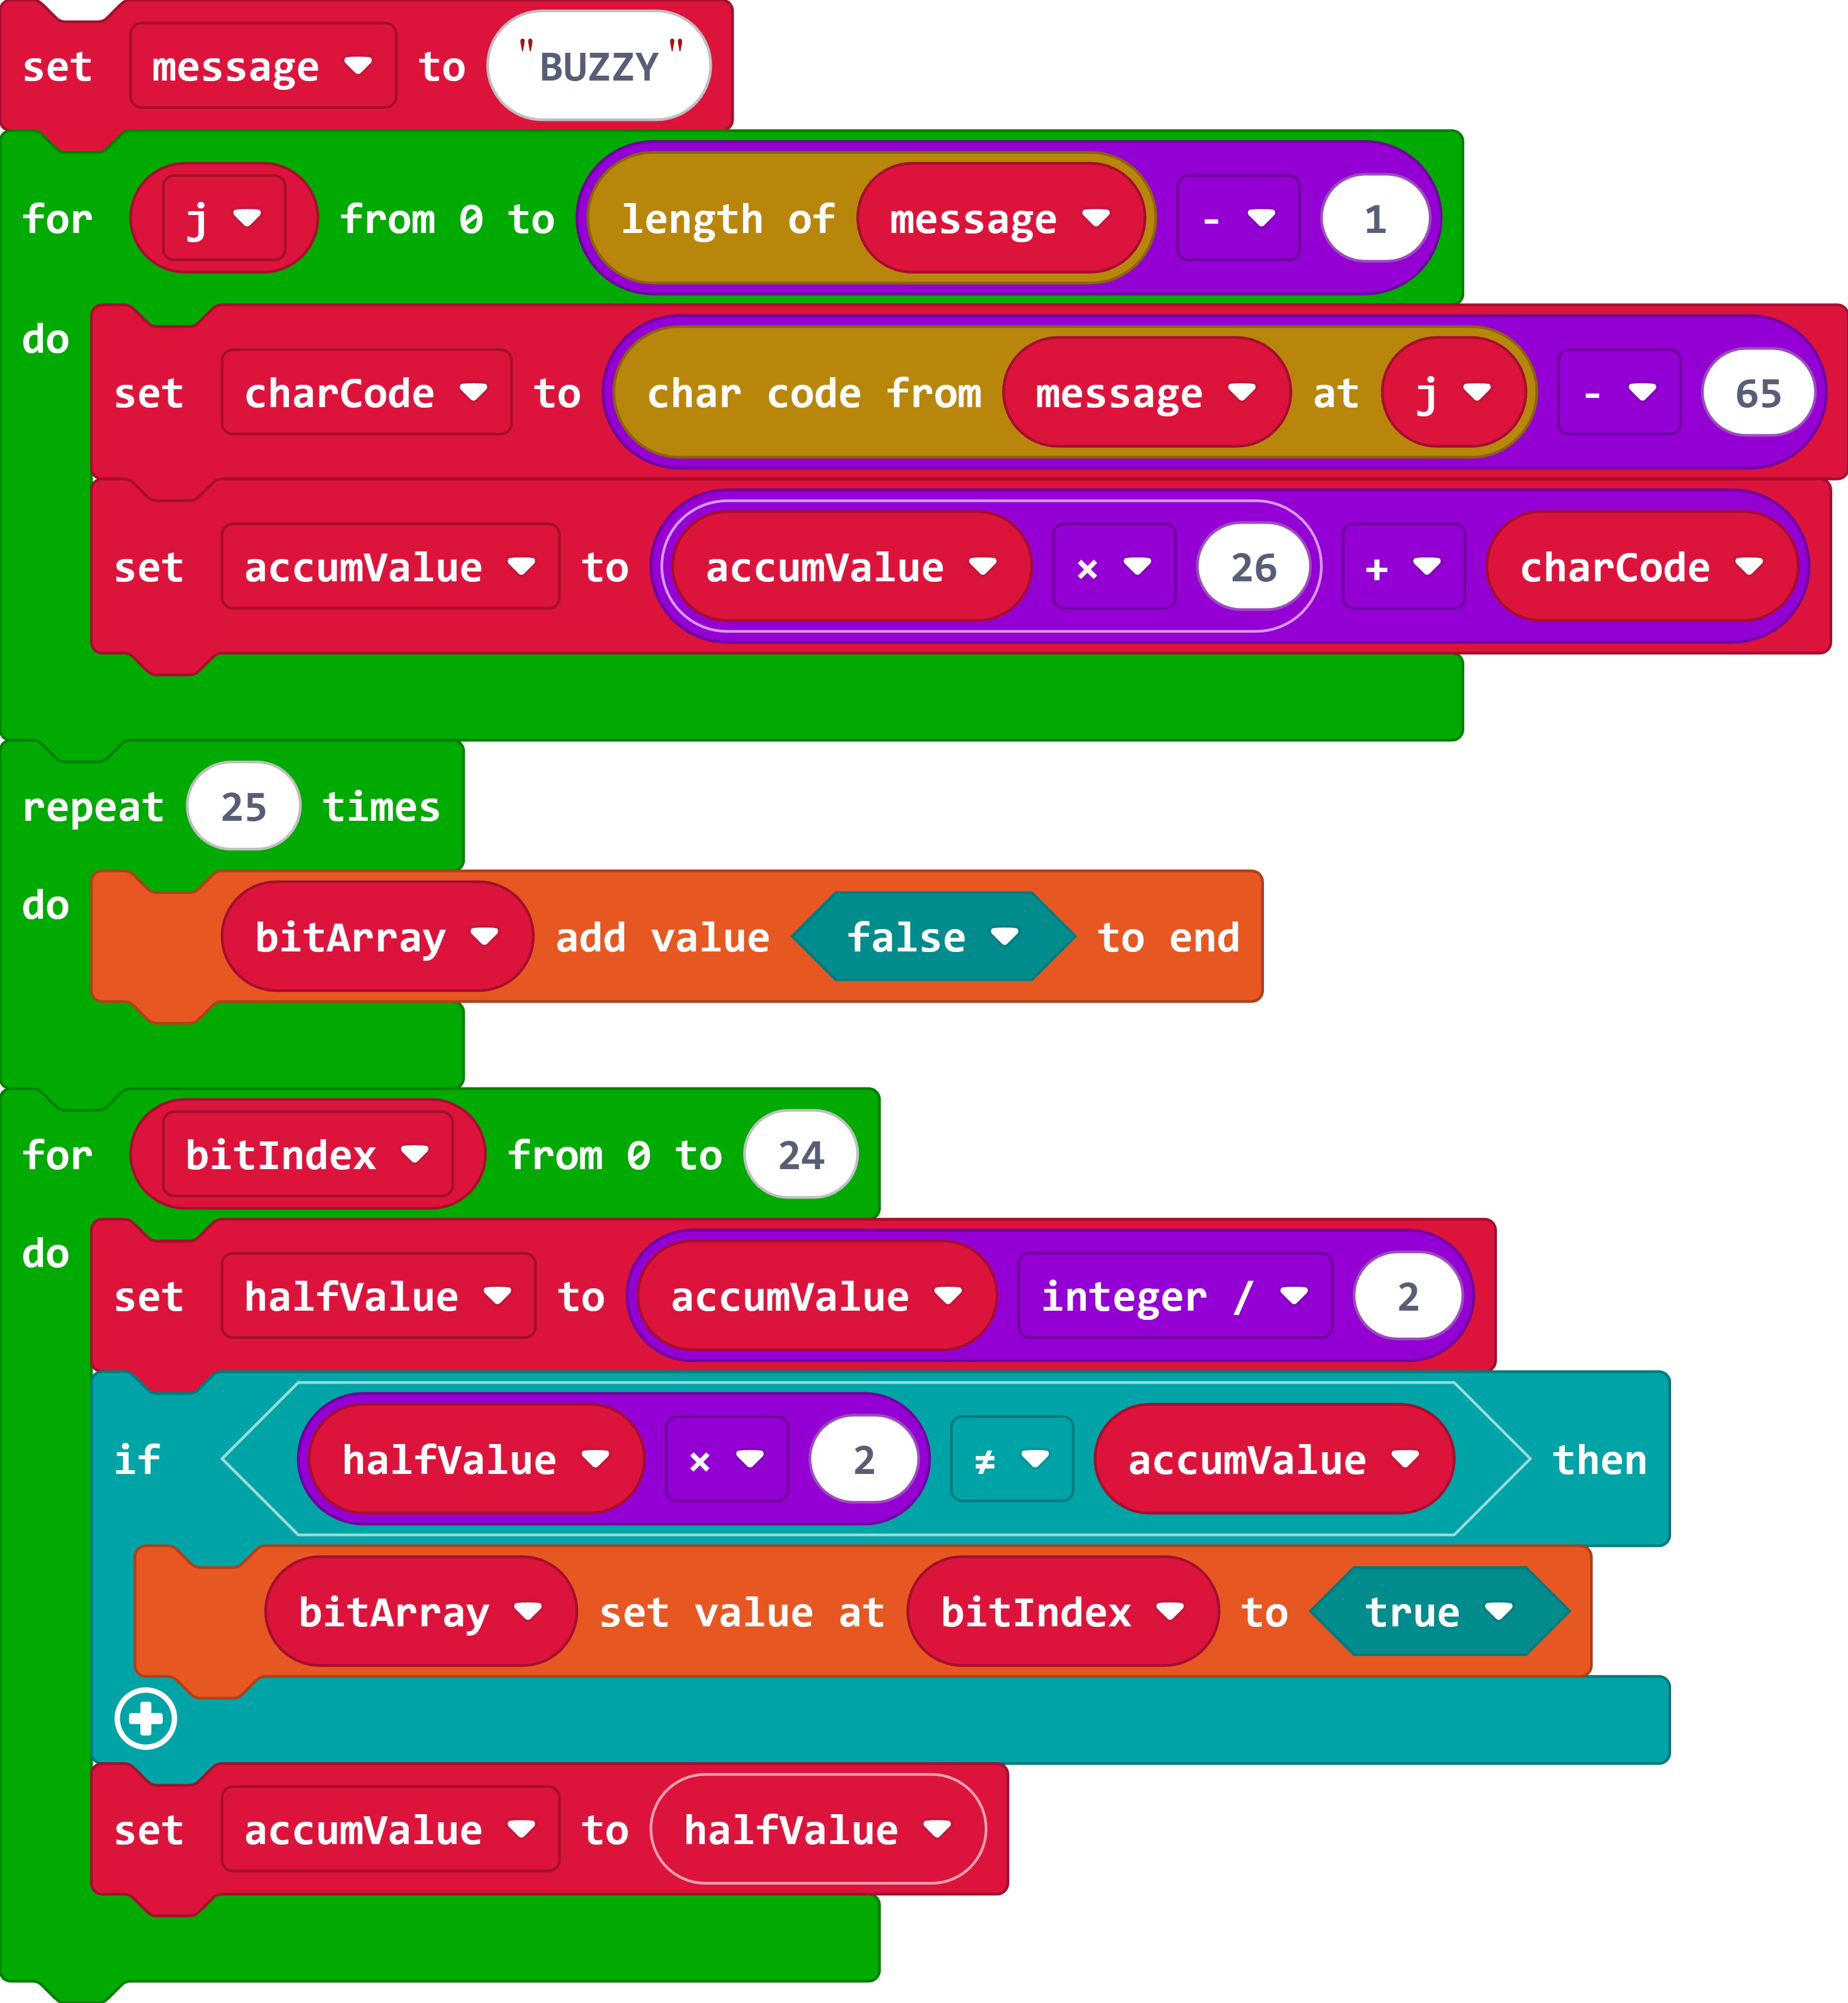 set message to "BUZZY"
for j from 0 to length of message - 1
do
set charCode to char code from message at j - 65
set accumValue to accumValue × 26 + charCode
repeat 25 times
do
bitArray add value false to end
for bitIndex from 0 to 24
do
set halfValue to accumValue integer / 2
if halfValue × 2 ≠ accumValue then
bitArray set value at bitIndex to true
set accumValue to halfValue